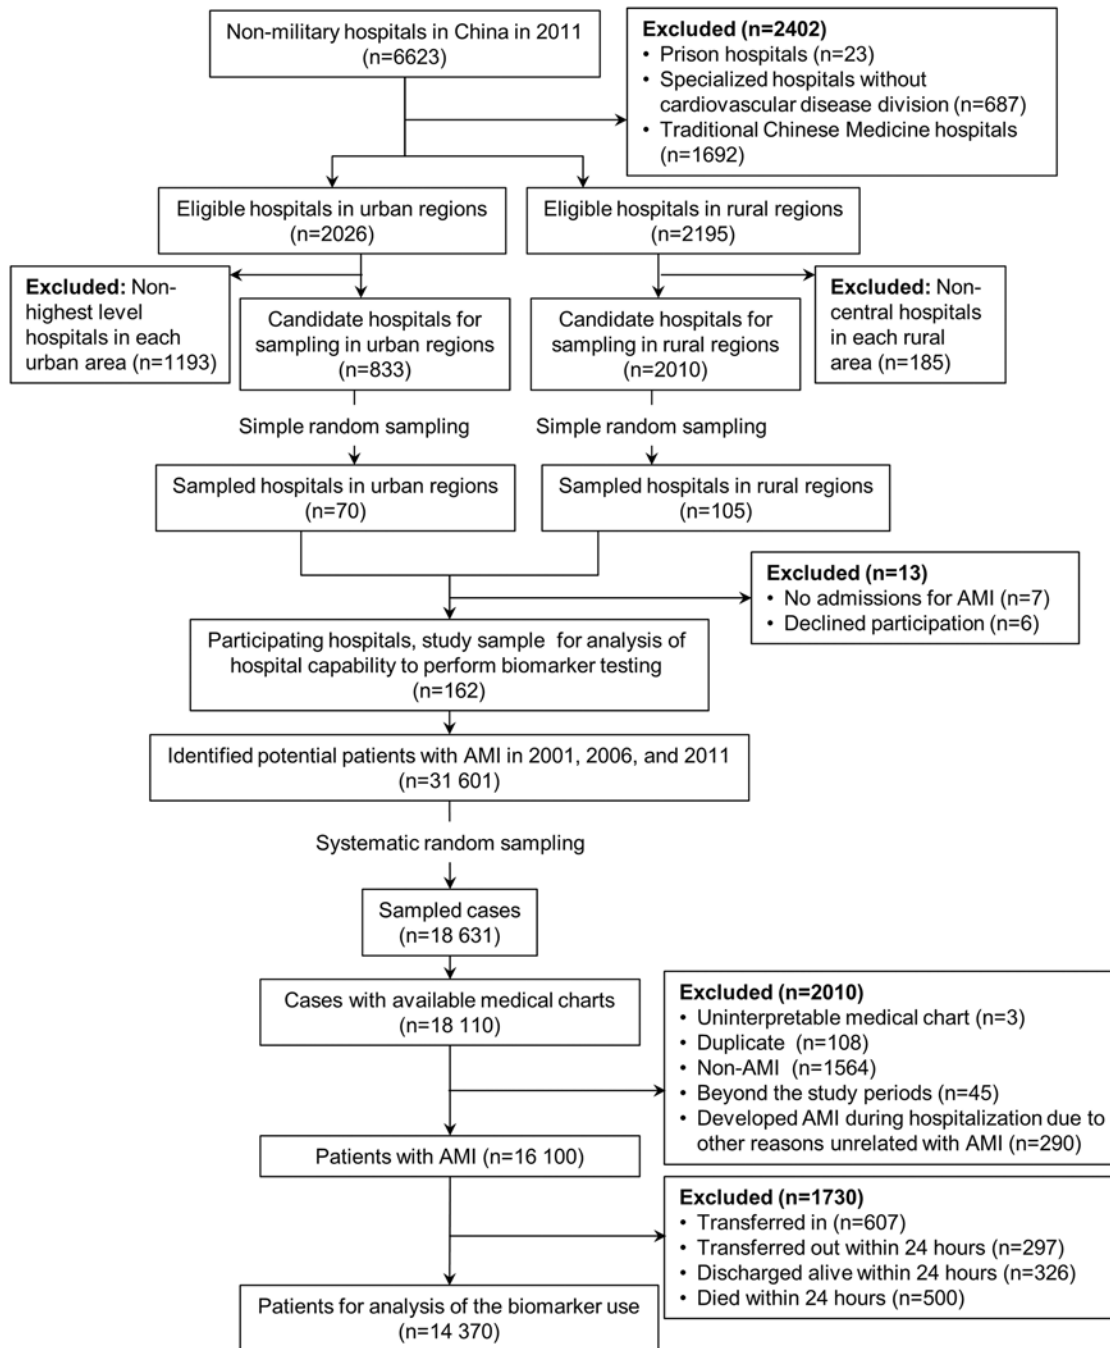 Non-military hospitals in China in 2011
(n=6623)
Excluded (n=2402)
• Prison hospitals (n=23)
• Specialized hospitals without
cardiovascular disease division (n=687)
• Traditional Chinese Medicine hospitals
(n=1692)
Eligible hospitals in urban regions
(n=2026)
Eligible hospitals in rural regions
(n=2195)
Excluded: Non-
highest level
hospitals in each
urban area (n=1193)
Candidate hospitals for
sampling in urban regions
(n=833)
Candidate hospitals for
sampling in rural regions
(n=2010)
Excluded: Non-
central hospitals
in each rural
area (n=185)
Simple random sampling
Simple random sampling
Sampled hospitals in urban regions
(n=70)
Sampled hospitals in rural regions
(n=105)
Excluded (n=13)
• No admissions for AMI (n=7)
• Declined participation (n=6)
Participating hospitals, study sample for analysis of
hospital capability to perform biomarker testing
(n=162)
Identified potential patients with AMI in 2001, 2006, and 2011
(n=31 601)
Systematic random sampling
Sampled cases
(n=18 631)
Cases with available medical charts
(n=18 110)
Excluded (n=2010)
• Uninterpretable medical chart (n=3)
• Duplicate (n=108)
• Non-AMI (n=1564)
• Beyond the study periods (n=45)
• Developed AMI during hospitalization due to
other reasons unrelated with AMI (n=290)
Patients with AMI (n=16 100)
Excluded (n=1730)
• Transferred in (n=607)
• Transferred out within 24 hours (n=297)
• Discharged alive within 24 hours (n=326)
• Died within 24 hours (n=500)
Patients for analysis of the biomarker use
(n=14 370)